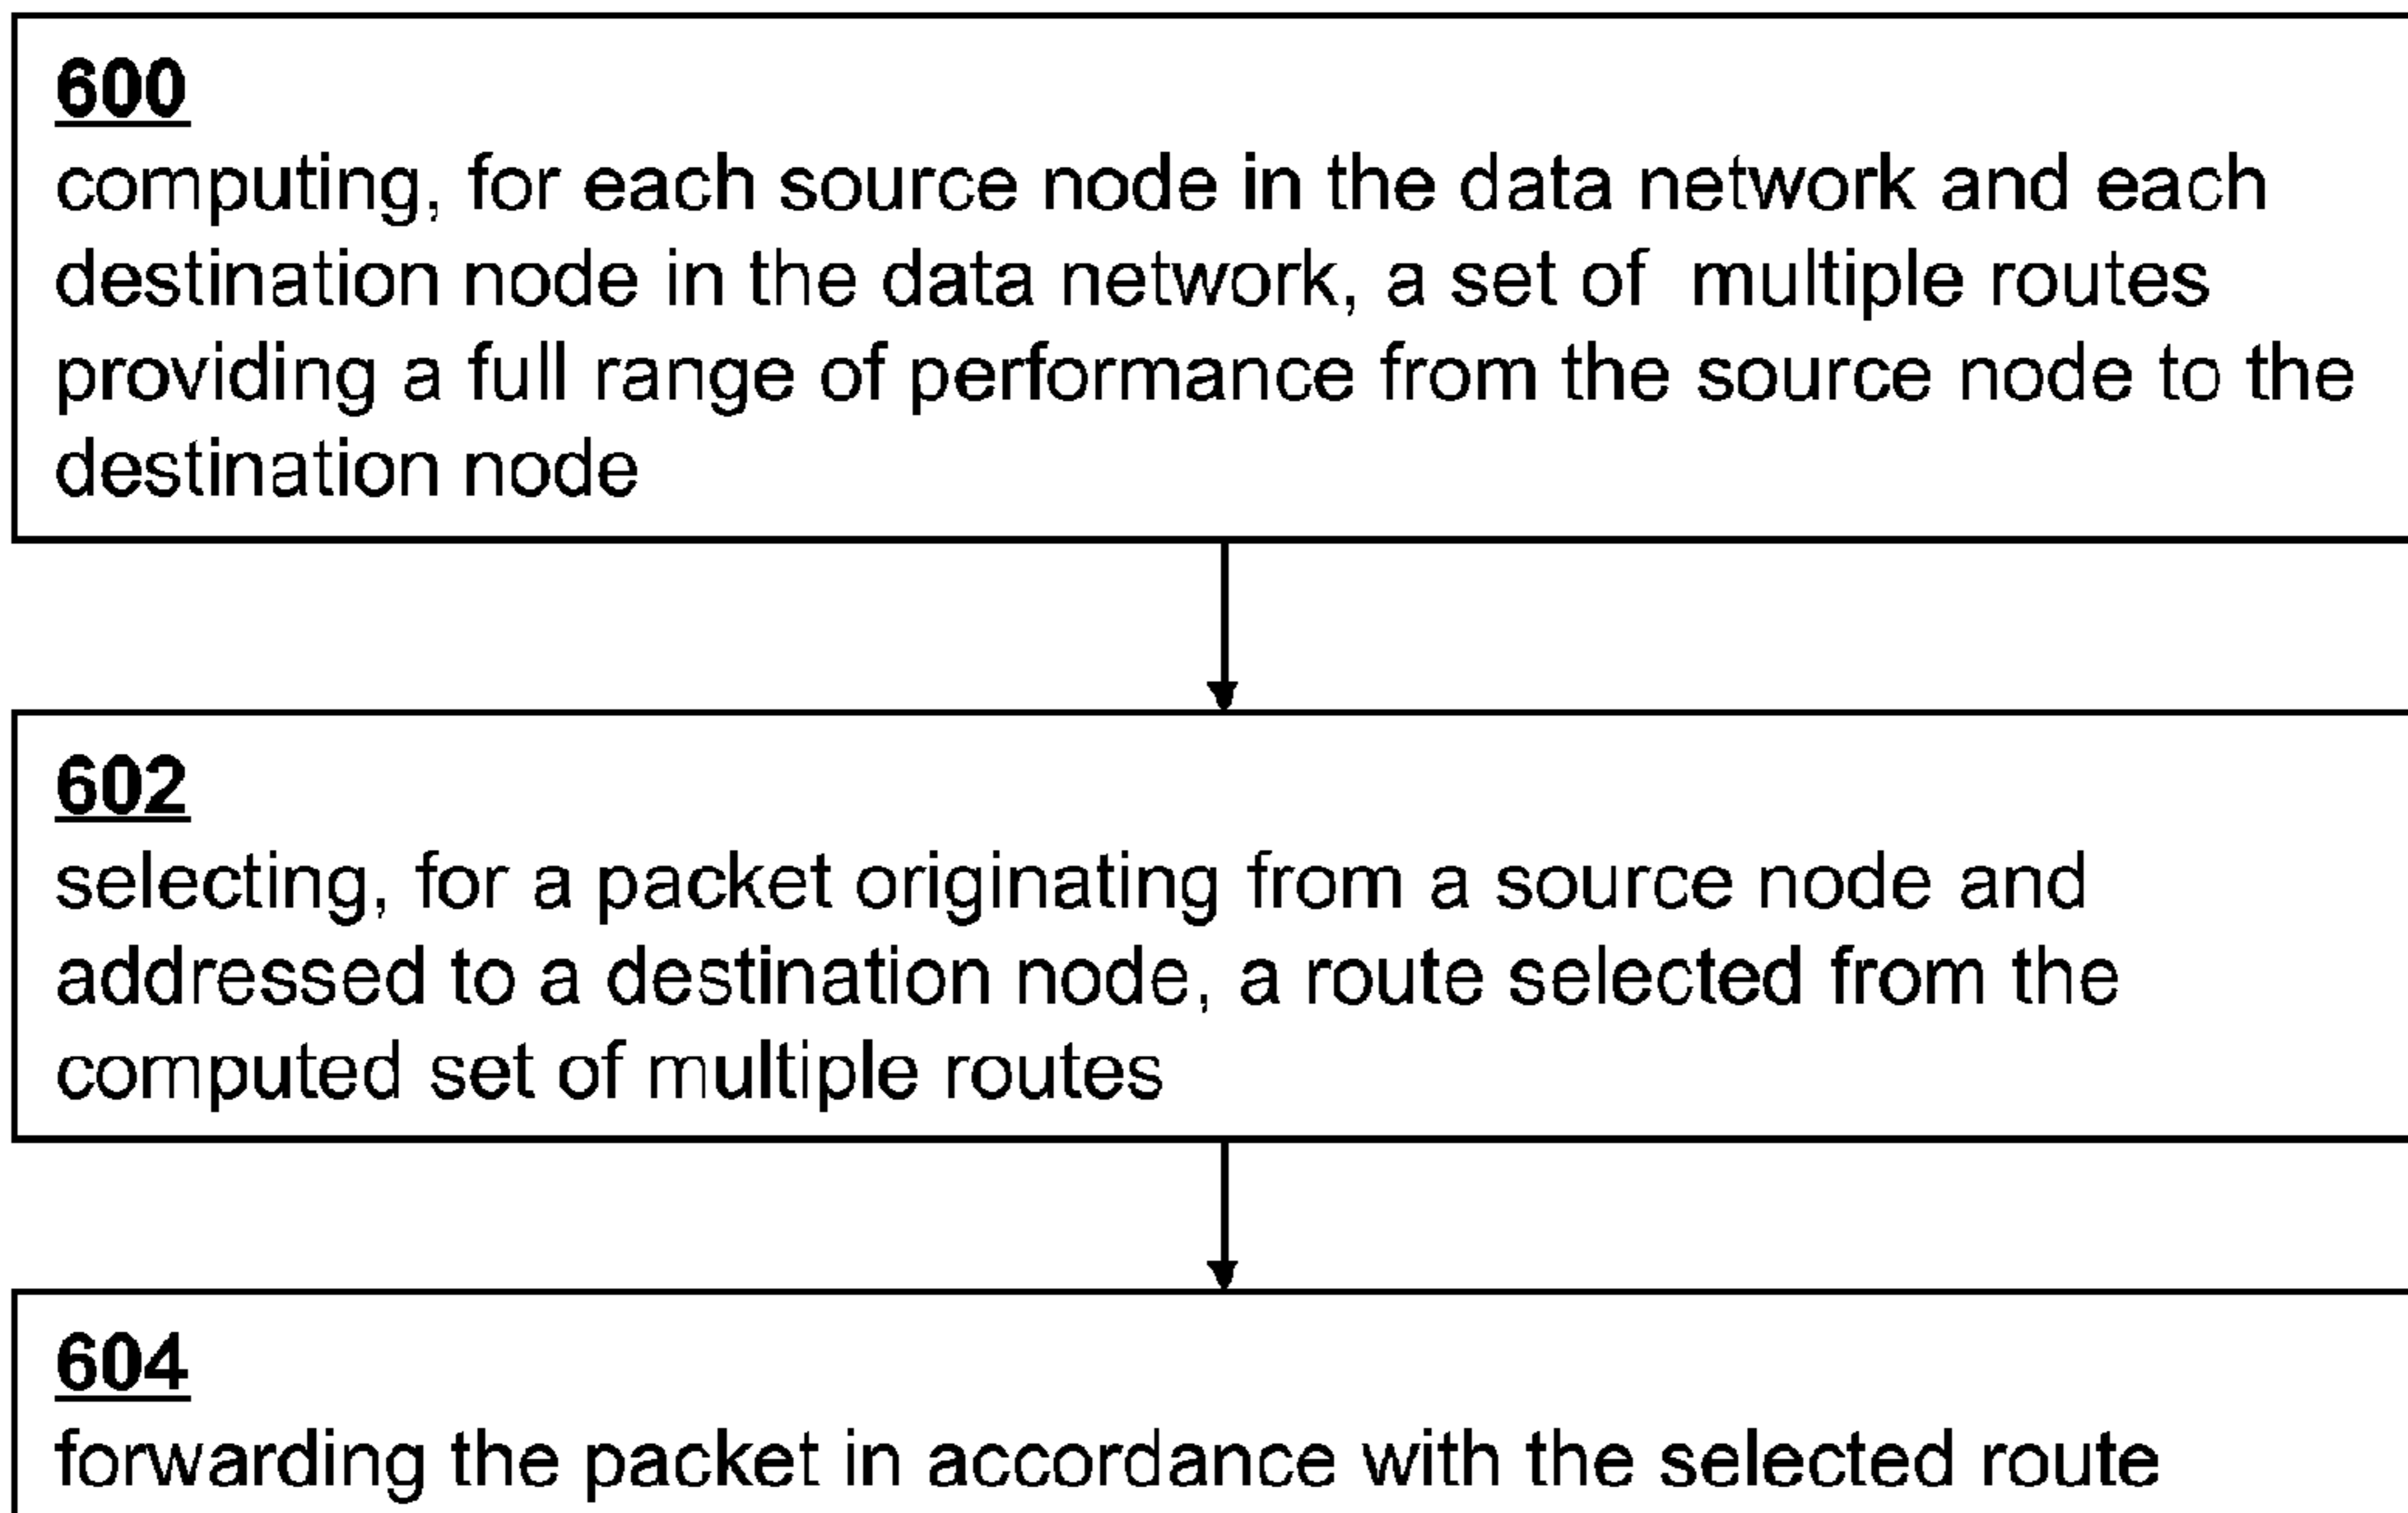 600
computing, for each source node in the data network and each
destination node in the data network, a set of multiple routes
providing a full range of performance from the source node to the
destination node
602
selecting, for a packet originating from a source node and
addressed to a destination node, a route selected from the
computed set of multiple routes
604
forwarding the packet in accordance with the selected route